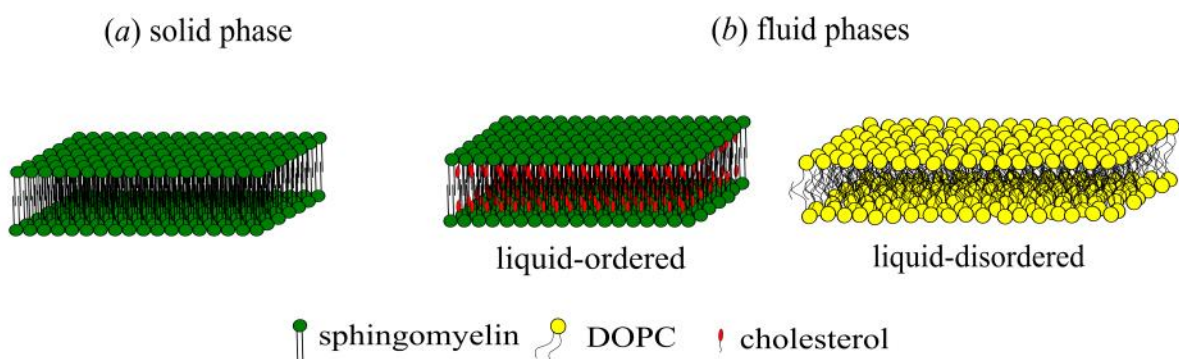 (a) solid phase
(b) fluid phases
liquid-ordered
liquid-disordered
sphingomyelin
DOPC
cholesterol